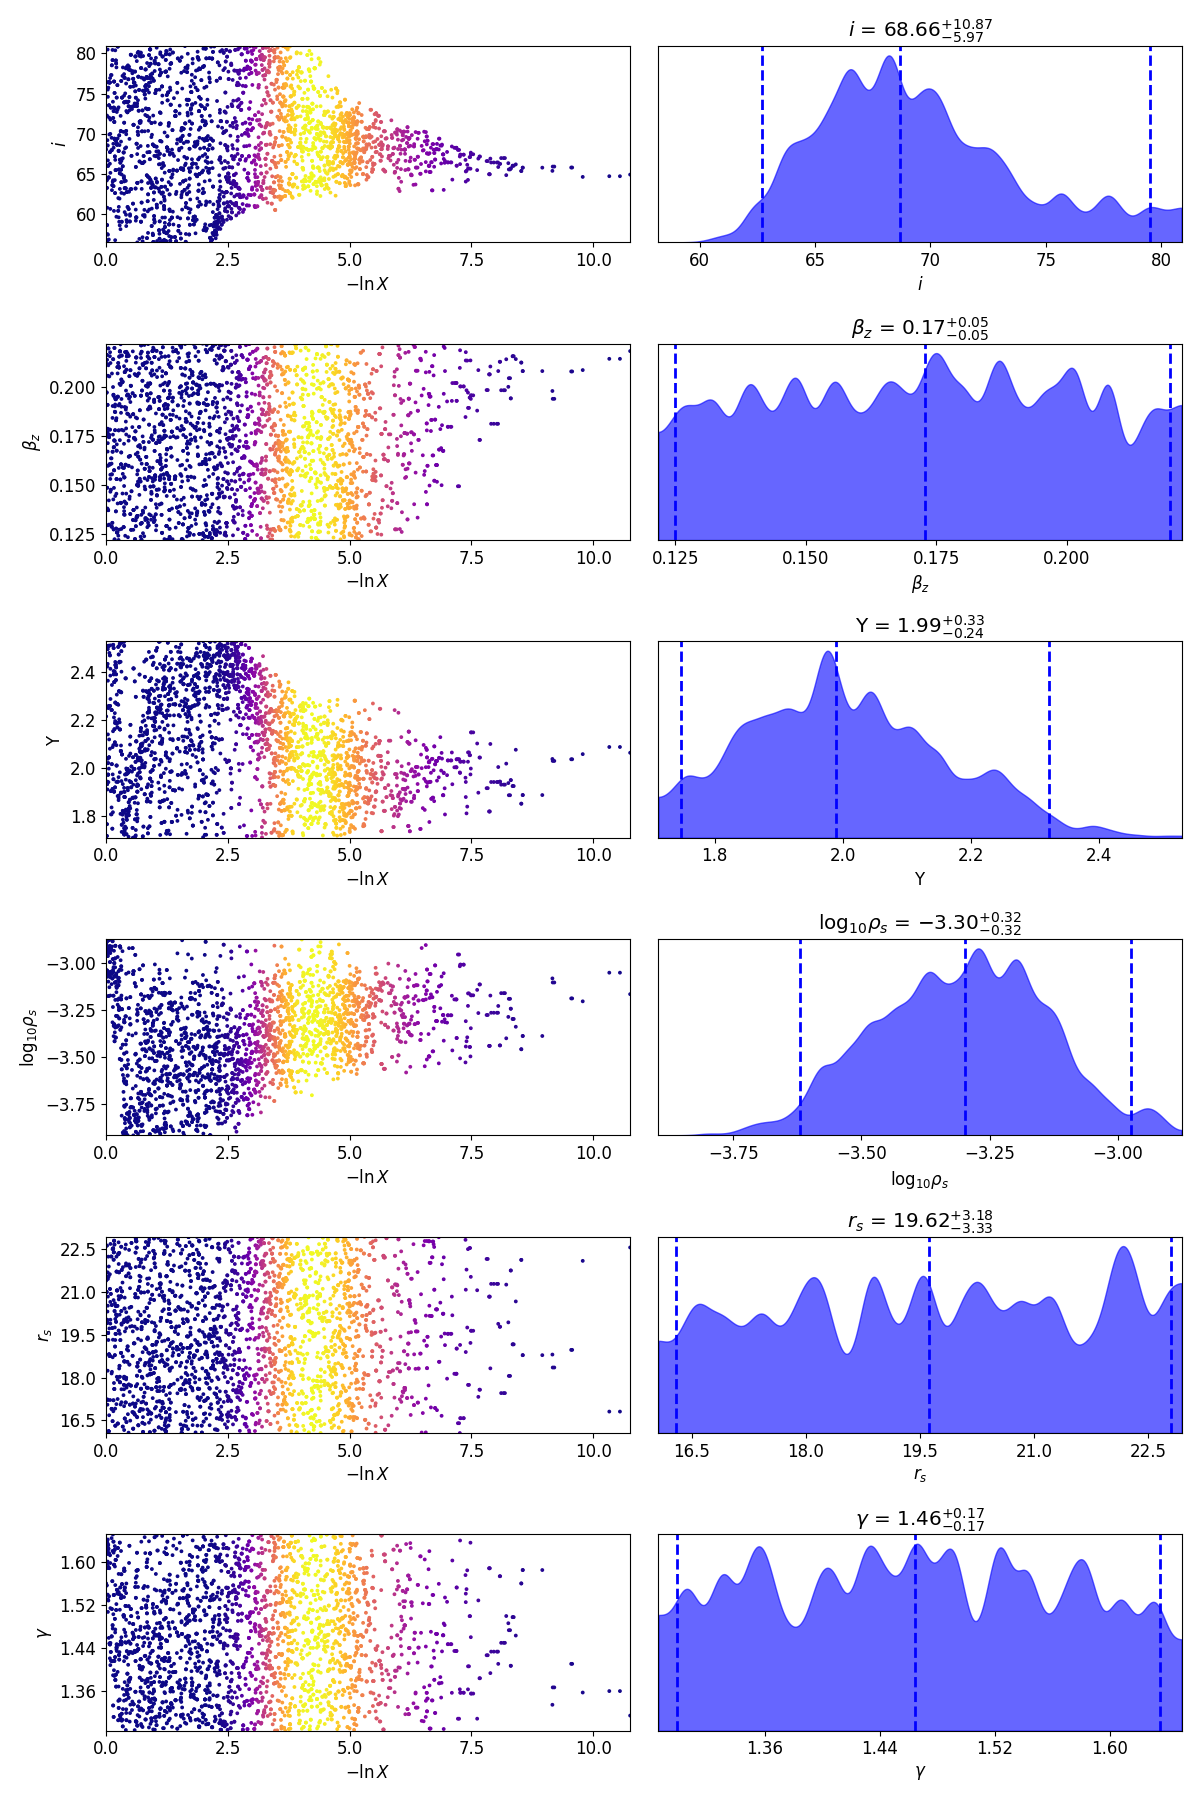 i = 68.66 +10.87 −5.97
80
75
70
65
60
i
0.0 2.5 5.0 7.5 10.0
−ln X
60 65 70 75 80
i
β_z = 0.17 +0.05 −0.05
0.200
0.175
0.150
0.125
β_z
0.0 2.5 5.0 7.5 10.0
−ln X
0.125 0.150 0.175 0.200
β_z
Y = 1.99 +0.33 −0.24
2.4
2.2
2.0
1.8
Y
0.0 2.5 5.0 7.5 10.0
−ln X
1.8 2.0 2.2 2.4
Y
log₁₀ρ_s = −3.30 +0.32 −0.32
−3.00
−3.25
−3.50
−3.75
log₁₀ρ_s
0.0 2.5 5.0 7.5 10.0
−ln X
−3.75 −3.50 −3.25 −3.00
log₁₀ρ_s
r_s = 19.62 +3.18 −3.33
22.5
21.0
19.5
18.0
16.5
r_s
0.0 2.5 5.0 7.5 10.0
−ln X
16.5 18.0 19.5 21.0 22.5
r_s
γ = 1.46 +0.17 −0.17
1.60
1.52
1.44
1.36
γ
0.0 2.5 5.0 7.5 10.0
−ln X
1.36 1.44 1.52 1.60
γ